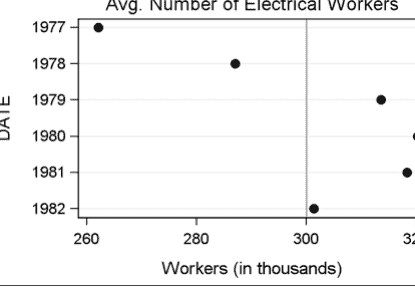 Avg. Number of Electrical Workers
1977
1978
1979
DATE
1980
1981
1982
260 280 300
Workers (in thousands)